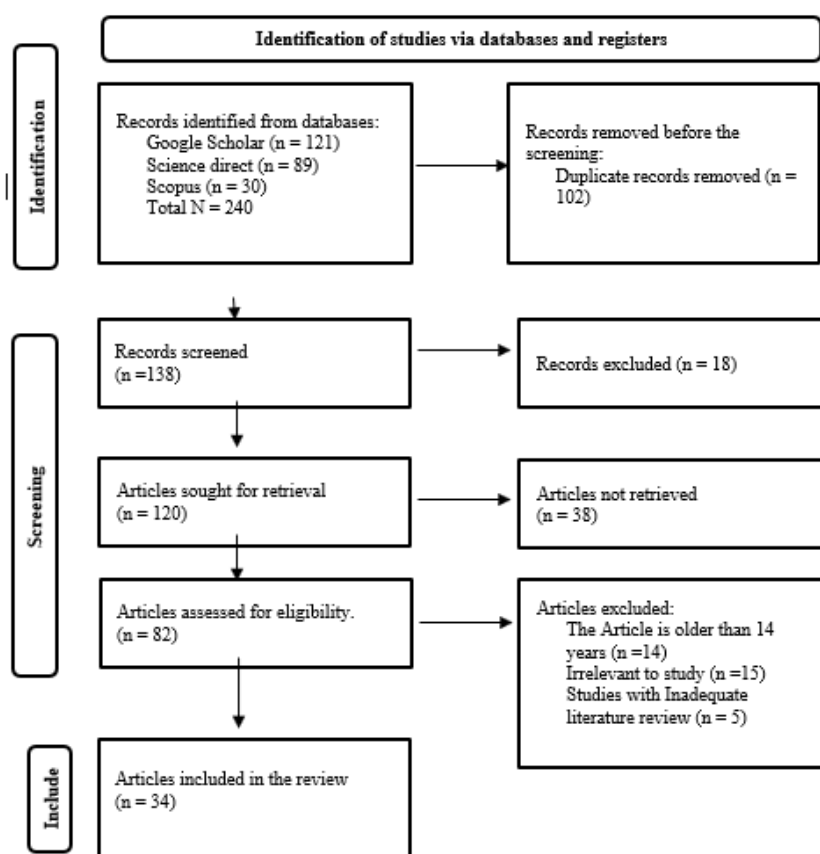 Identification of studies via databases and registers
Identification
Records identified from databases:
Google Scholar (n = 121)
Science direct (n = 89)
Scopus (n = 30)
Total N = 240
Records removed before the
screening:
Duplicate records removed (n =
102)
Screening
Records screened
(n =138)
Records excluded (n = 18)
Articles sought for retrieval
(n = 120)
Articles not retrieved
(n = 38)
Articles assessed for eligibility.
(n = 82)
Articles excluded:
The Article is older than 14
years (n =14)
Irrelevant to study (n =15)
Studies with Inadequate
literature review (n = 5)
Include
Articles included in the review
(n = 34)